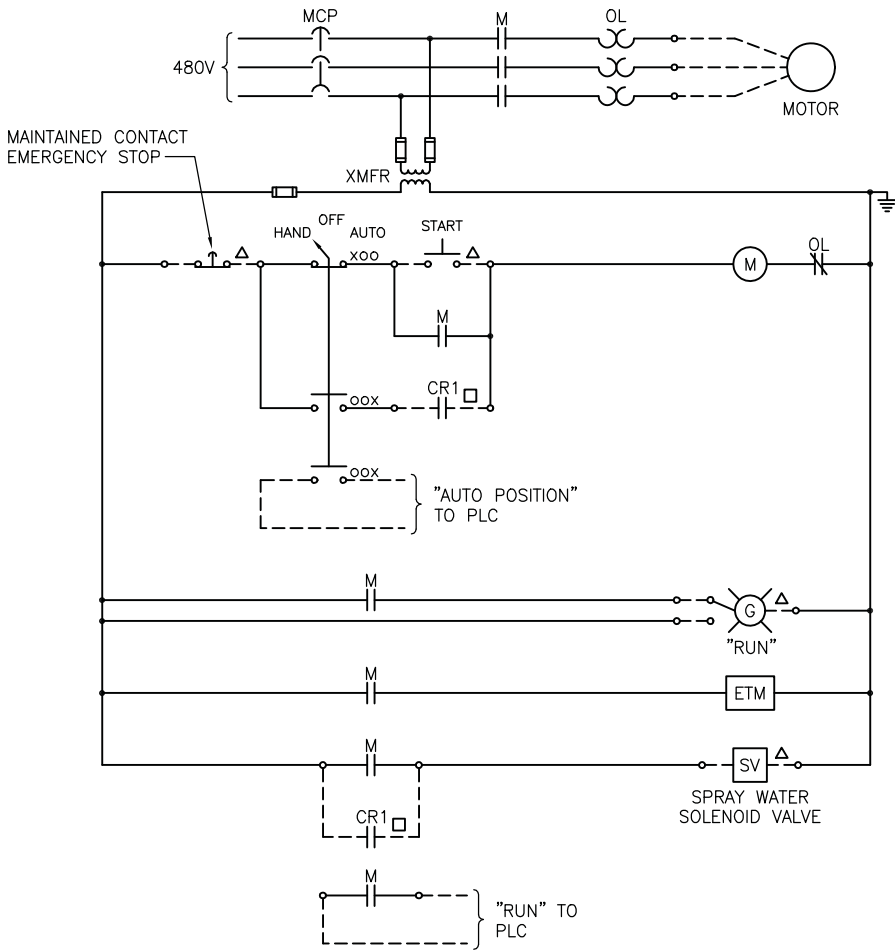 MCP
M
OL
480V
MOTOR
MAINTAINED CONTACT
EMERGENCY STOP
XMFR
OFF
HAND
AUTO
START
XOO
M
OL
M
OOX
CR1
OOX
"AUTO POSITION"
TO PLC
M
G
"RUN"
M
ETM
M
SV
SPRAY WATER
SOLENOID VALVE
CR1
M
"RUN" TO
PLC